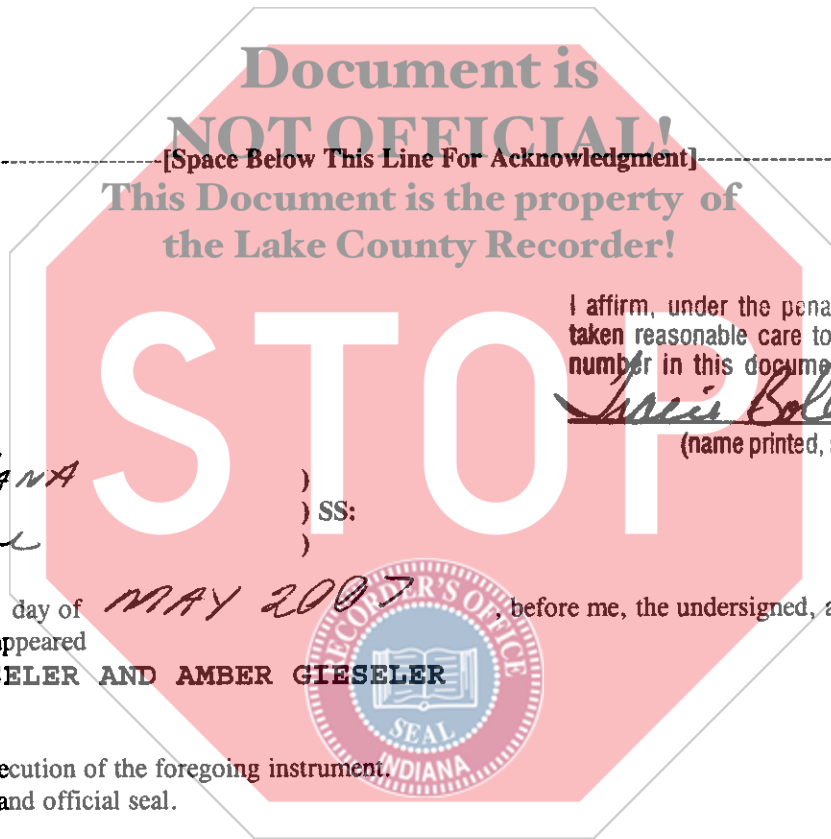 Document is
NOT OFFICIAL!
[Space Below This Line For Acknowledgment]
This Document is the property of
the Lake County Recorder!
I affirm, under the pena
taken reasonable care to
number in this docume
STOP
(name printed, s
ANA )
) SS:
)
day of MAY 2007, before me, the undersigned, a
appeared
ELER AND AMBER GIESELER
RECORDER'S OFFICE
SEAL
INDIANA
ecution of the foregoing instrument.
and official seal.